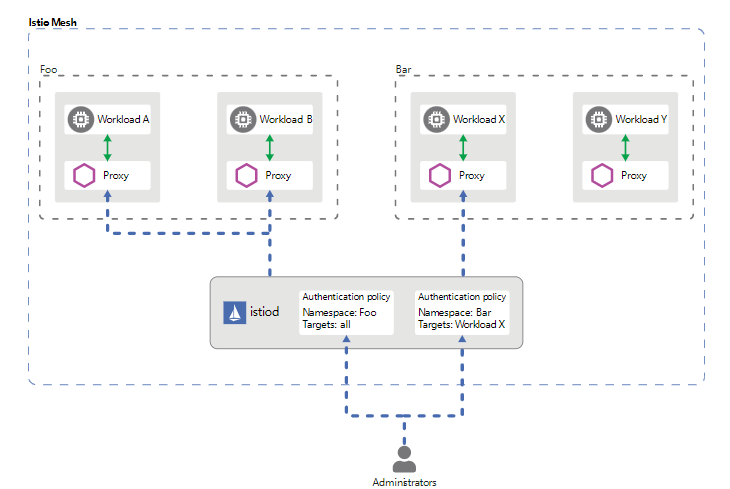 Istio Mesh
Foo
Bar
Workload A
Workload B
Workload X
Workload Y
Proxy
Proxy
Proxy
Proxy
istiod
Authentication policy
Namespace: Foo
Targets: all
Authentication policy
Namespace: Bar
Targets: Workload X
Administrators